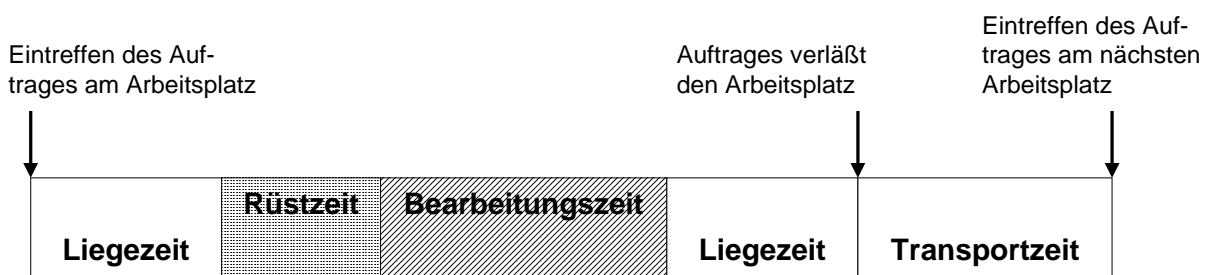 Eintreffen des Auf-
trages am Arbeitsplatz
Auftrages verläßt
den Arbeitsplatz
Eintreffen des Auf-
trages am nächsten
Arbeitsplatz
Liegezeit
Rüstzeit
Bearbeitungszeit
Liegezeit
Transportzeit